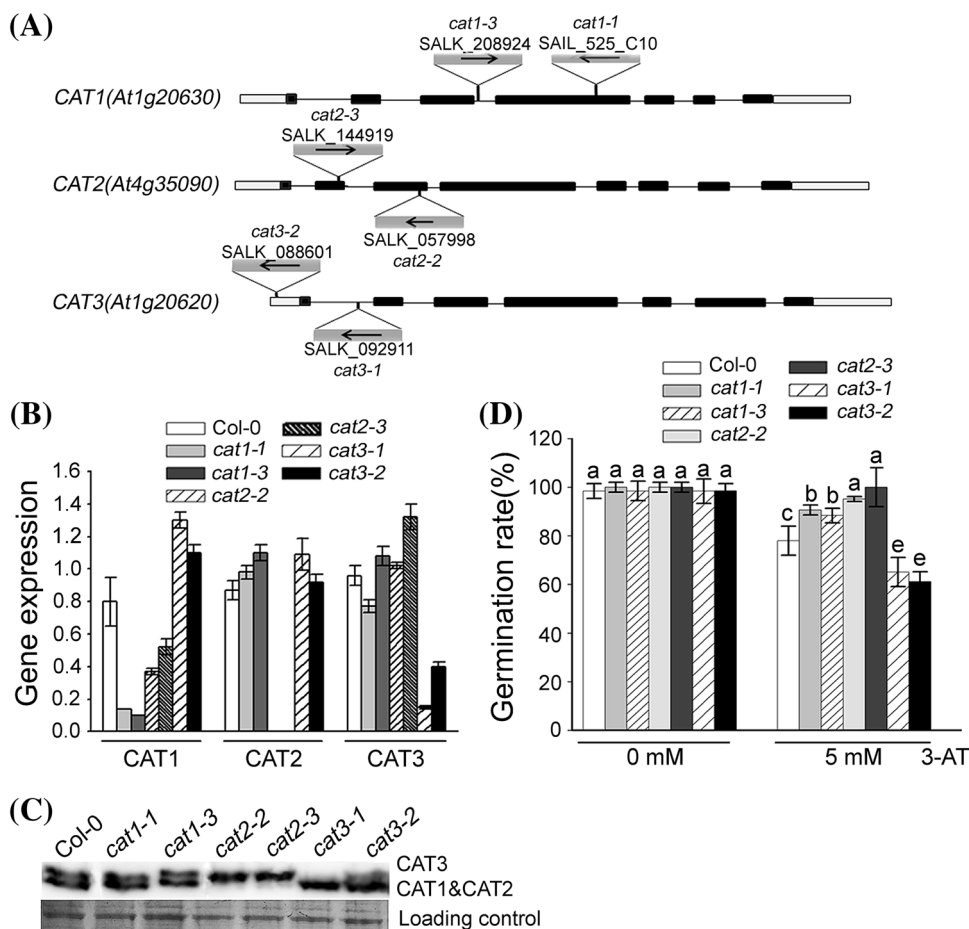 (A)
cat1-3
SALK_208924
cat1-1
SAIL_525_C10
CAT1(At1g20630)
cat2-3
SALK_144919
CAT2(At4g35090)
SALK_057998
cat2-2
cat3-2
SALK_088601
CAT3(At1g20620)
SALK_092911
cat3-1
(B)
Col-0
cat1-1
cat1-3
cat2-2
cat2-3
cat3-1
cat3-2
Gene expression
1.6
1.4
1.2
1.0
0.8
0.6
0.4
0.2
0.0
CAT1 CAT2 CAT3
(D)
Col-0
cat1-1
cat1-3
cat2-2
cat2-3
cat3-1
cat3-2
Germination rate(%)
120
100
80
60
40
20
0
a a a a a a a
c b b a a e e
0 mM 5 mM 3-AT
(C)
Col-0 cat1-1 cat1-3 cat2-2 cat2-3 cat3-1 cat3-2
CAT3
CAT1&CAT2
Loading control